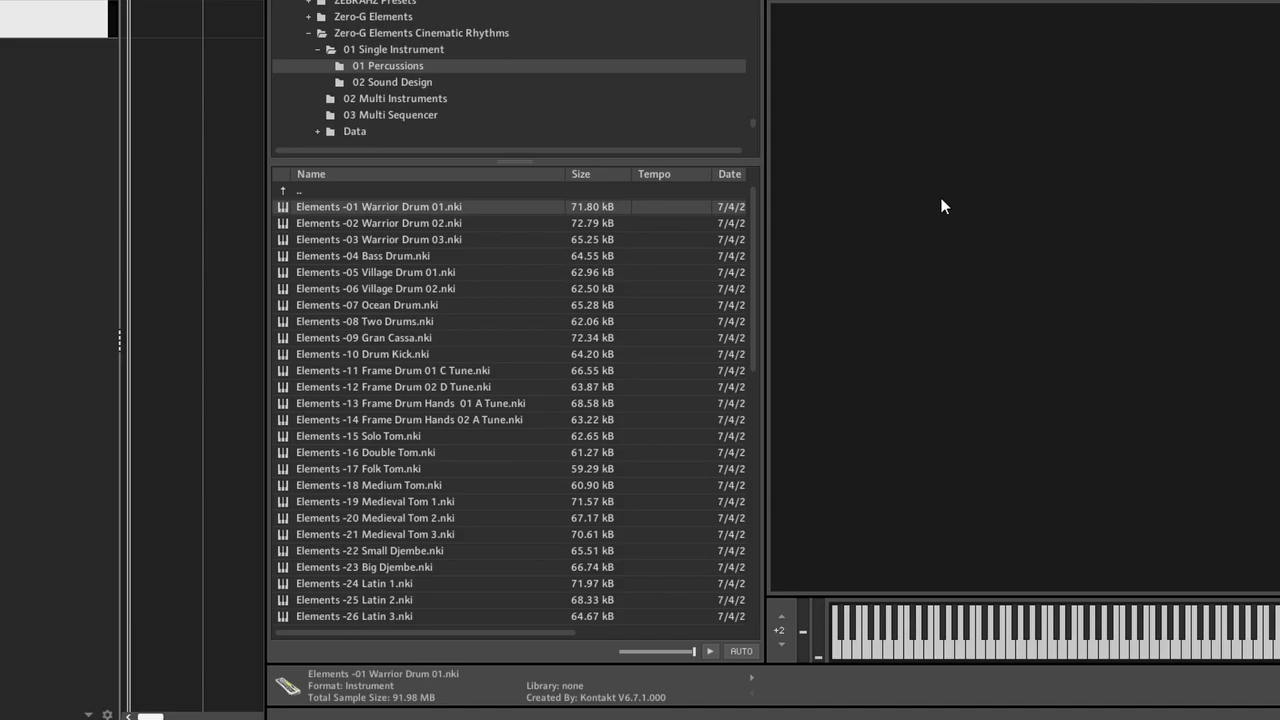 ZEBRAHZ Presets
Zero-G Elements
Zero-G Elements Cinematic Rhythms
01 Single Instrument
01 Percussions
02 Sound Design
02 Multi Instruments
03 Multi Sequencer
Data
Name Size Tempo Date
..
Elements -01 Warrior Drum 01.nki 71.80 kB 7/4/2
Elements -02 Warrior Drum 02.nki 72.79 kB 7/4/2
Elements -03 Warrior Drum 03.nki 65.25 kB 7/4/2
Elements -04 Bass Drum.nki 64.55 kB 7/4/2
Elements -05 Village Drum 01.nki 62.96 kB 7/4/2
Elements -06 Village Drum 02.nki 62.50 kB 7/4/2
Elements -07 Ocean Drum.nki 65.28 kB 7/4/2
Elements -08 Two Drums.nki 62.06 kB 7/4/2
Elements -09 Gran Cassa.nki 72.34 kB 7/4/2
Elements -10 Drum Kick.nki 64.20 kB 7/4/2
Elements -11 Frame Drum 01 C Tune.nki 66.55 kB 7/4/2
Elements -12 Frame Drum 02 D Tune.nki 63.87 kB 7/4/2
Elements -13 Frame Drum Hands  01 A Tune.nki 68.58 kB 7/4/2
Elements -14 Frame Drum Hands 02 A Tune.nki 63.22 kB 7/4/2
Elements -15 Solo Tom.nki 62.65 kB 7/4/2
Elements -16 Double Tom.nki 61.27 kB 7/4/2
Elements -17 Folk Tom.nki 59.29 kB 7/4/2
Elements -18 Medium Tom.nki 60.90 kB 7/4/2
Elements -19 Medieval Tom 1.nki 71.57 kB 7/4/2
Elements -20 Medieval Tom 2.nki 67.17 kB 7/4/2
Elements -21 Medieval Tom 3.nki 70.61 kB 7/4/2
Elements -22 Small Djembe.nki 65.51 kB 7/4/2
Elements -23 Big Djembe.nki 66.74 kB 7/4/2
Elements -24 Latin 1.nki 71.97 kB 7/4/2
Elements -25 Latin 2.nki 68.33 kB 7/4/2
Elements -26 Latin 3.nki 64.67 kB 7/4/2
+2
AUTO
Elements -01 Warrior Drum 01.nki
Format: Instrument Library: none
Total Sample Size: 91.98 MB Created By: Kontakt V6.7.1.000